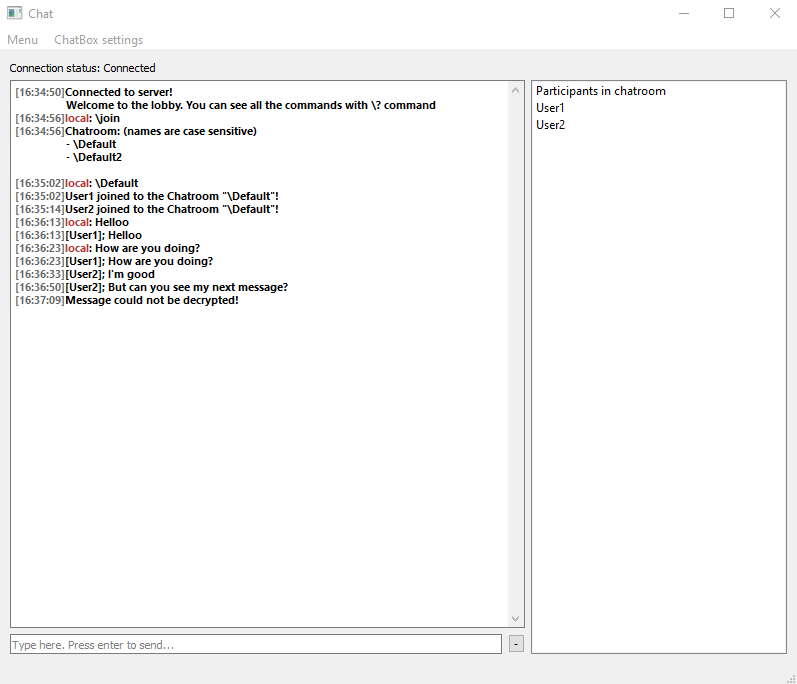 Chat
Menu ChatBox settings
Connection status: Connected
[16:34:50]Connected to server!
Welcome to the lobby. You can see all the commands with \? command
[16:34:56]local: \join
[16:34:56]Chatroom: (names are case sensitive)
- \Default
- \Default2
[16:35:02]local: \Default
[16:35:02]User1 joined to the Chatroom "\Default"!
[16:35:14]User2 joined to the Chatroom "\Default"!
[16:36:13]local: Helloo
[16:36:13][User1]; Helloo
[16:36:23]local: How are you doing?
[16:36:23][User1]; How are you doing?
[16:36:33][User2]; I'm good
[16:36:50][User2]; But can you see my next message?
[16:37:09]Message could not be decrypted!
Type here. Press enter to send...
-
Participants in chatroom
User1
User2